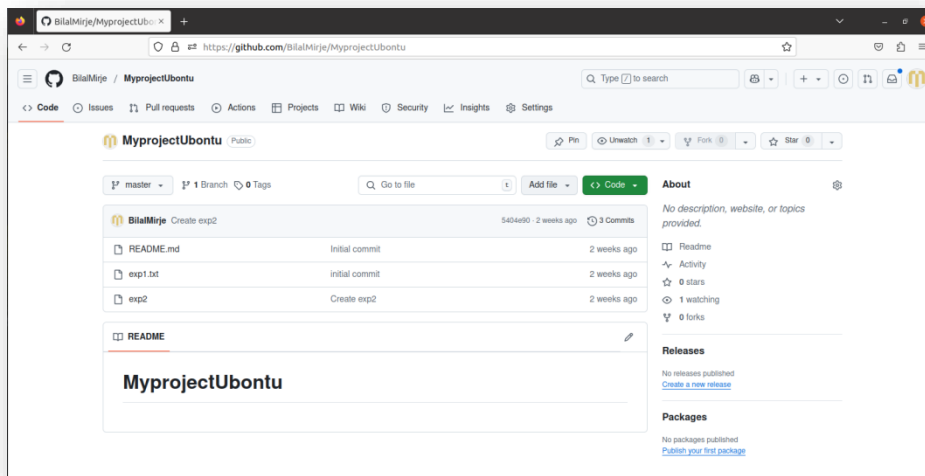 BilalMirje/MyprojectUbo
https://github.com/BilalMirje/MyprojectUbontu
BilalMirje / MyprojectUbontu
Type / to search
Code Issues Pull requests Actions Projects Wiki Security Insights Settings
MyprojectUbontu Public
Pin Unwatch 1 Fork 0 Star 0
master 1 Branch 0 Tags Go to file t Add file Code
BilalMirje Create exp2 5404e90 · 2 weeks ago 3 Commits
README.md Initial commit 2 weeks ago
exp1.txt initial commit 2 weeks ago
exp2 Create exp2 2 weeks ago
README
MyprojectUbontu
About
No description, website, or topics
provided.
Readme
Activity
0 stars
1 watching
0 forks
Releases
No releases published
Create a new release
Packages
No packages published
Publish your first package